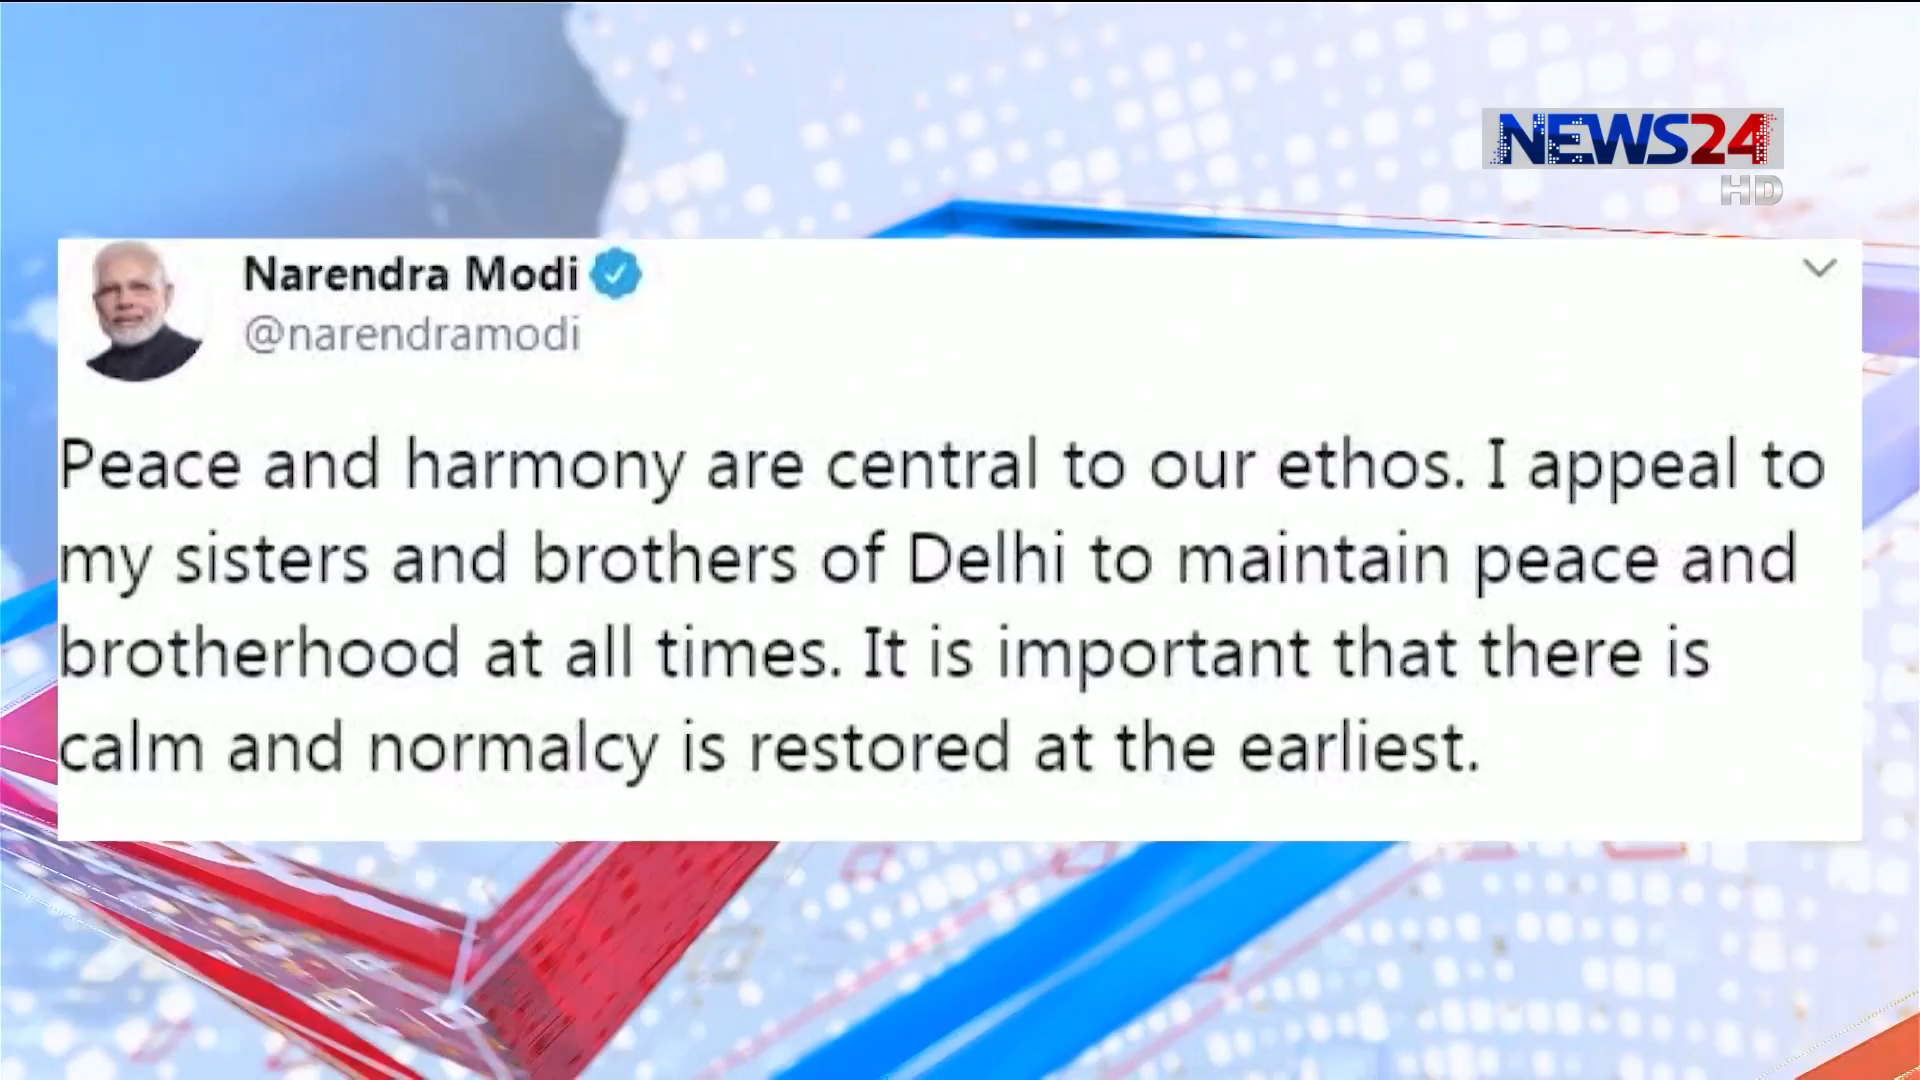 NEWS24
HD
Narendra Modi
@narendramodi
Peace and harmony are central to our ethos. I appeal to
my sisters and brothers of Delhi to maintain peace and
brotherhood at all times. It is important that there is
calm and normalcy is restored at the earliest.